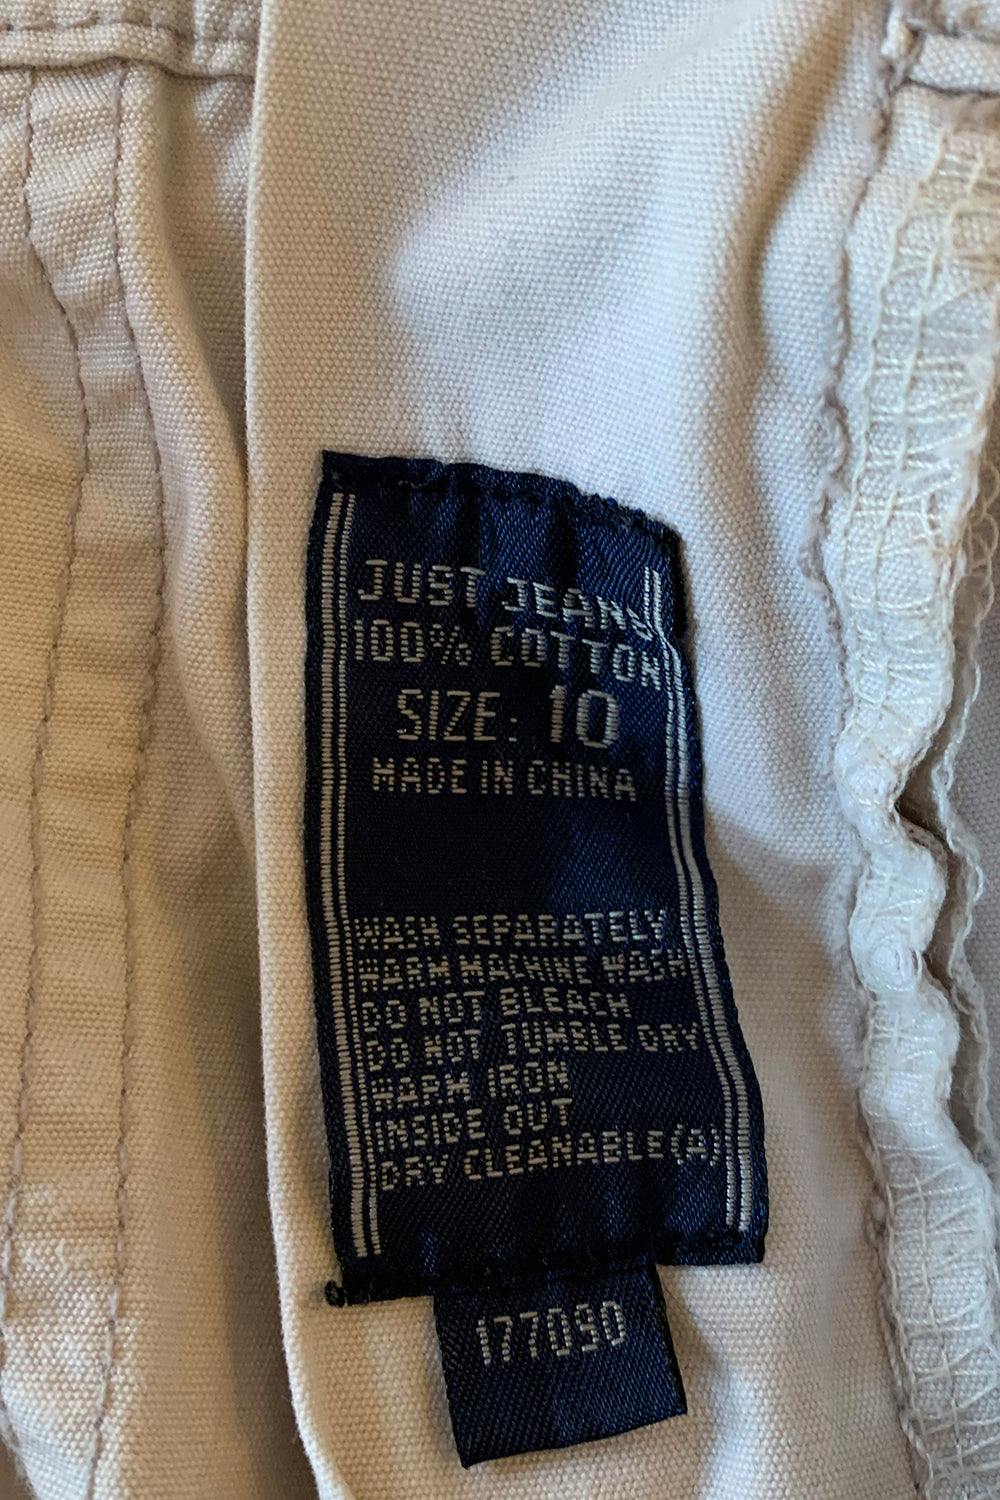 JUST JEANS
100% COTTON
SIZE: 10
MADE IN CHINA
WASH SEPARATELY
WARM MACHINE WASH
DO NOT BLEACH
DO NOT TUMBLE DRY
WARM IRON
INSIDE OUT
DRY CLEANABLE(A)
177090